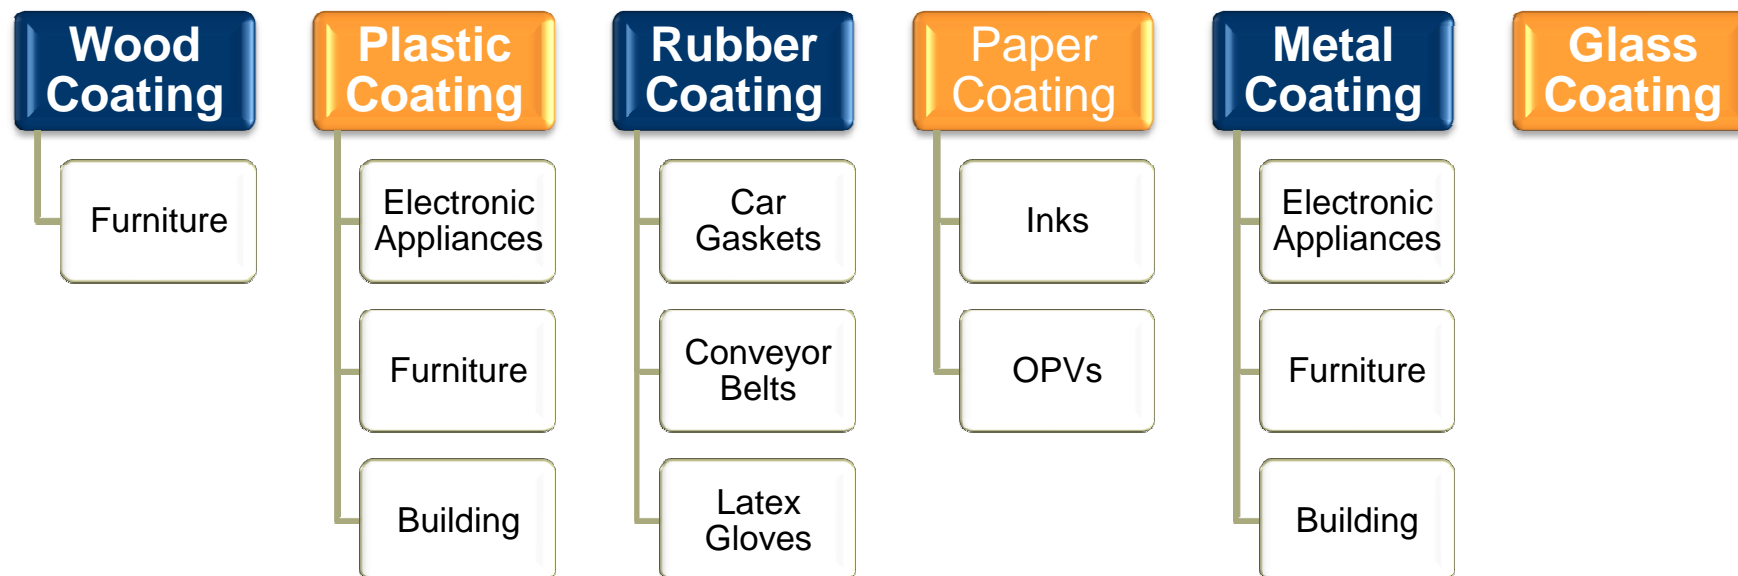 Wood
Coating
Furniture
Plastic
Coating
Electronic
Appliances
Furniture
Building
Rubber
Coating
Car
Gaskets
Conveyor
Belts
Latex
Gloves
Paper
Coating
Inks
OPVs
Metal
Coating
Electronic
Appliances
Furniture
Building
Glass
Coating